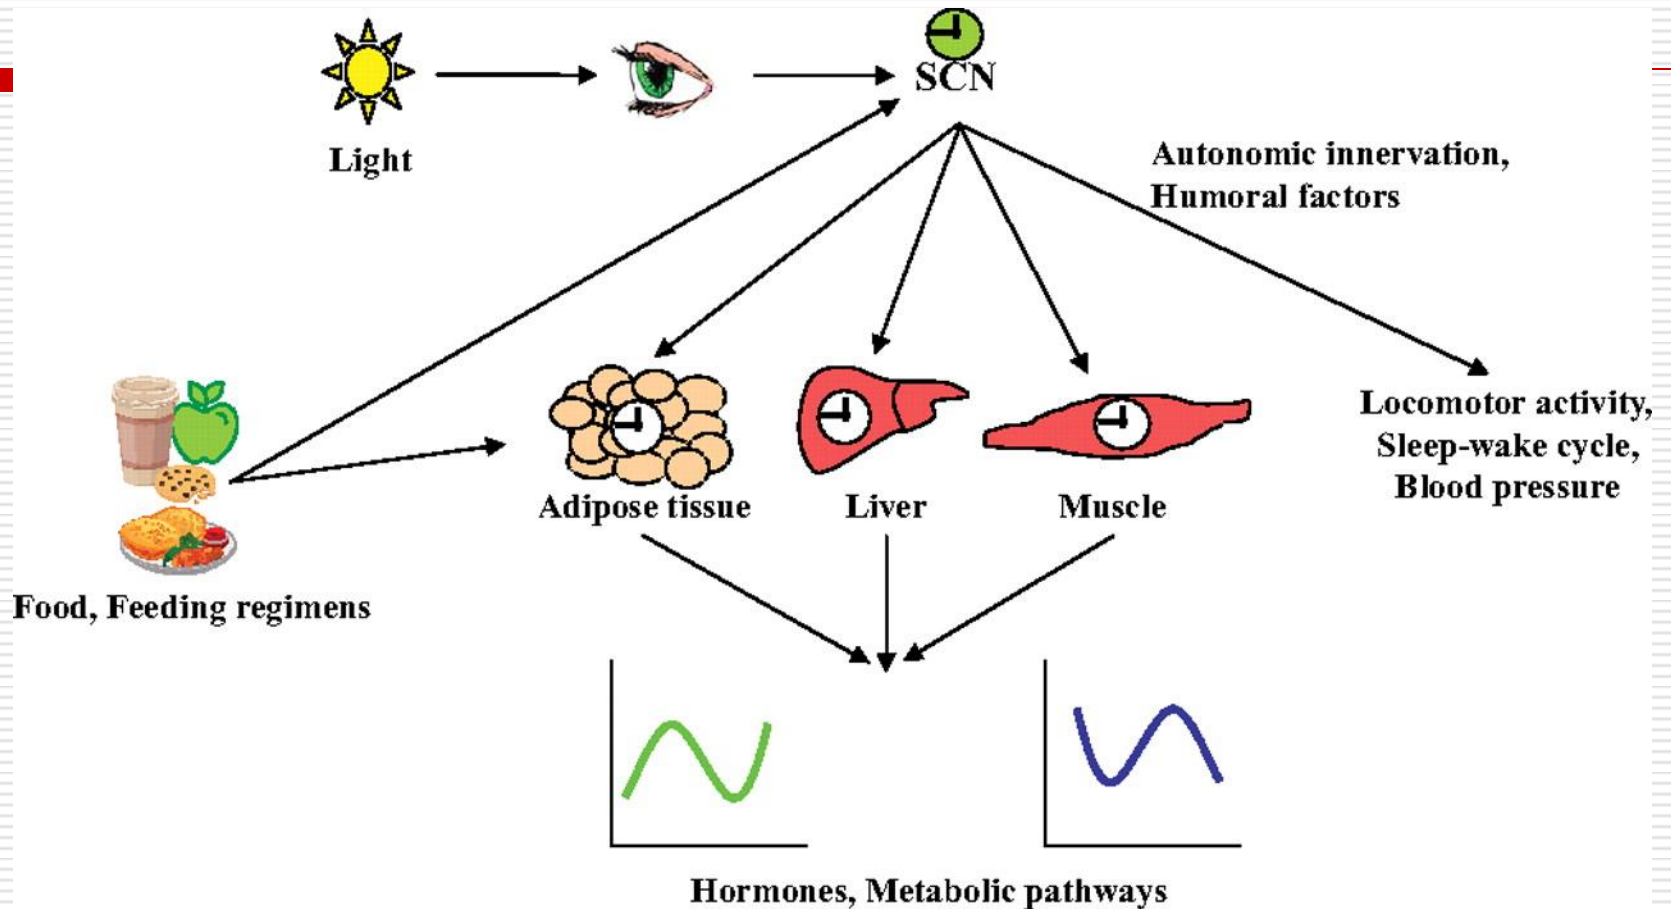 SCN
Light
Autonomic innervation,
Humoral factors
Locomotor activity,
Sleep-wake cycle,
Blood pressure
Adipose tissue
Liver
Muscle
Food, Feeding regimens
Hormones, Metabolic pathways